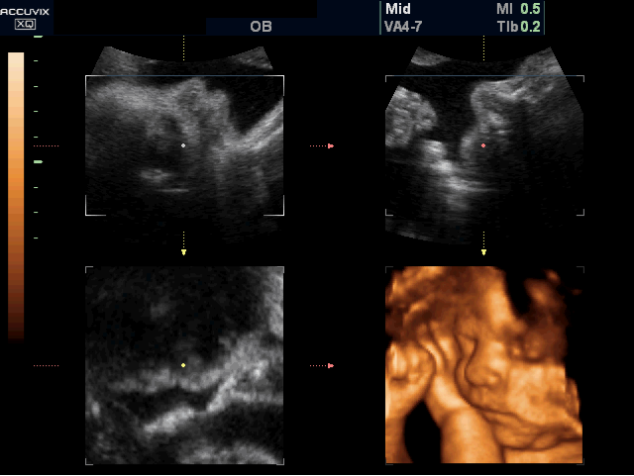 ACCUVIX
XQ
OB
Mid
MI 0.5
VA4-7
TIb 0.2